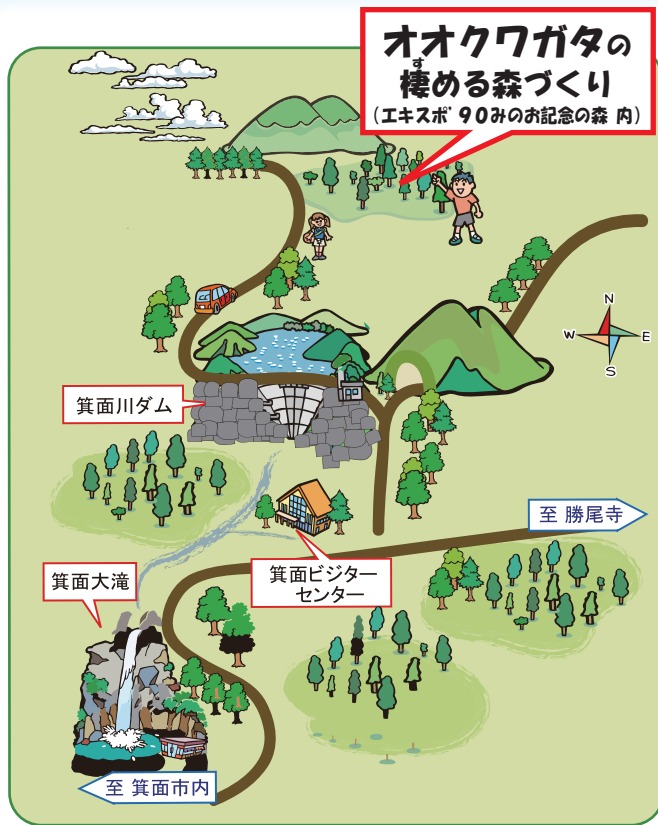 オオクワガタの
棲める森づくり
す
(エキスポ’90みのお記念の森 内)
N
W E
S
箕面川ダム
至 勝尾寺
箕面ビジター
センター
箕面大滝
至 箕面市内